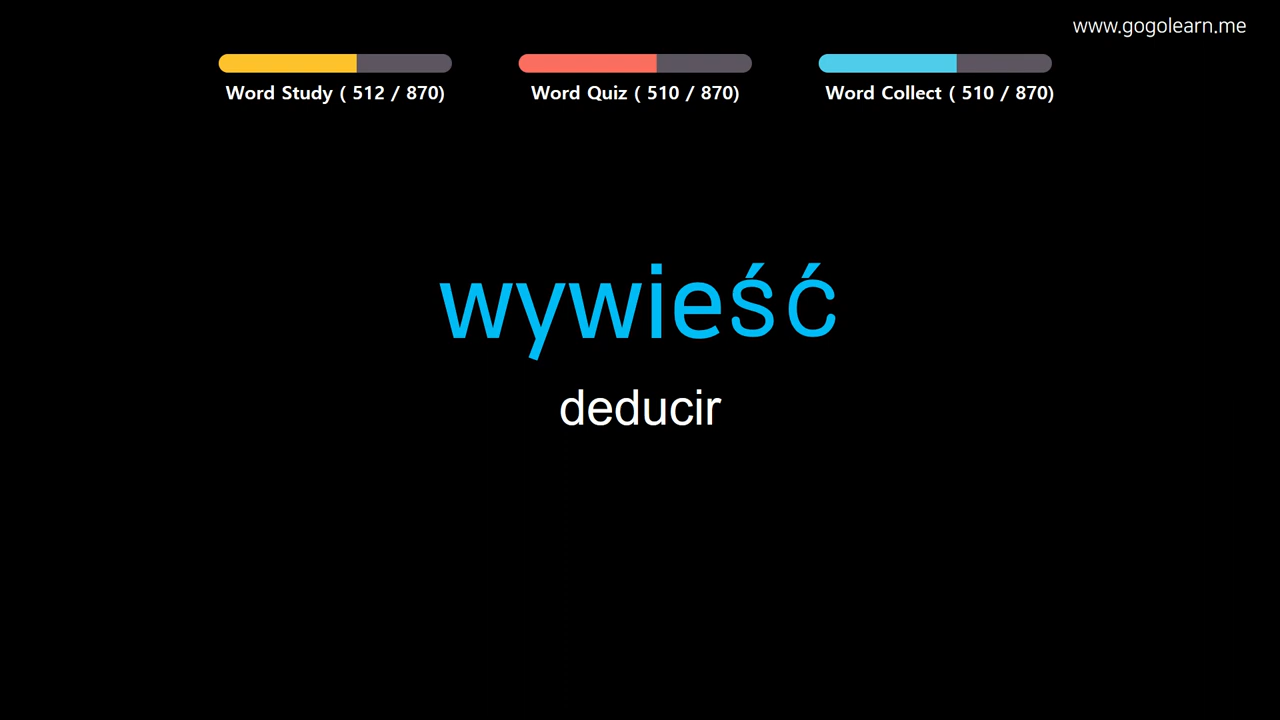 www.gogolearn.me
Word Study ( 512 / 870)
Word Quiz ( 510 / 870)
Word Collect ( 510 / 870)
wywieść
deducir